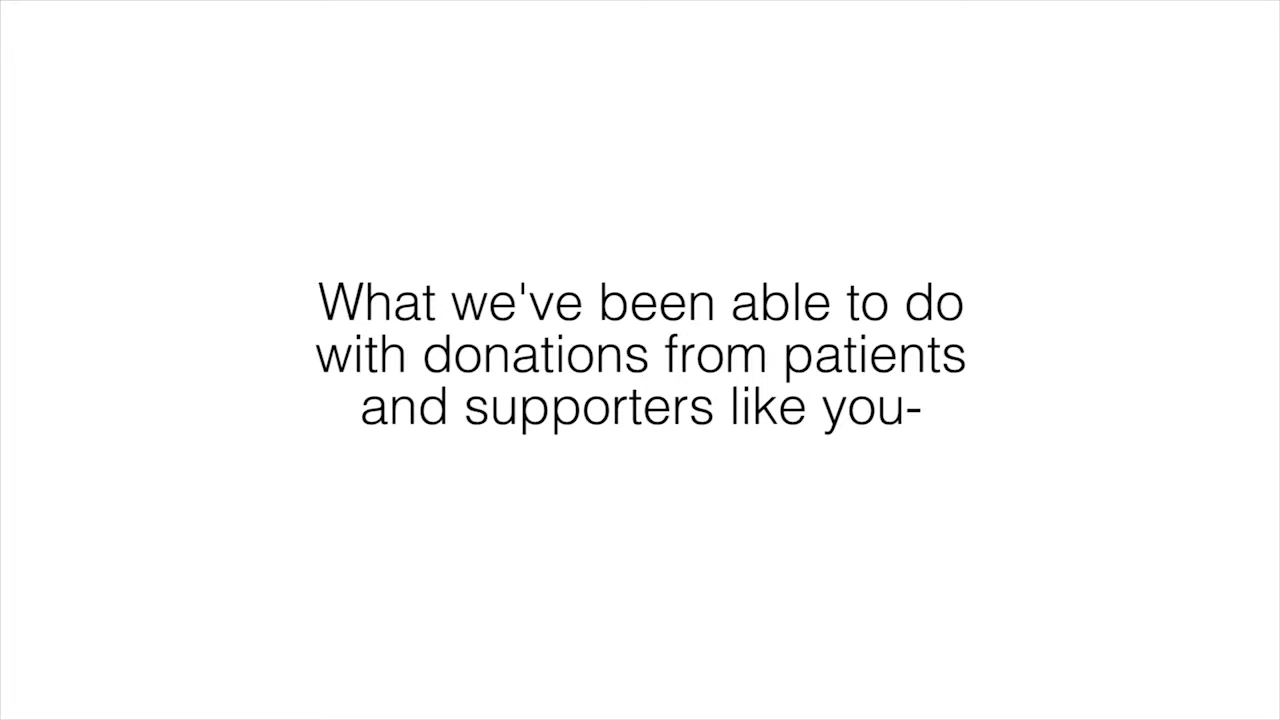 What we've been able to do
with donations from patients
and supporters like you-